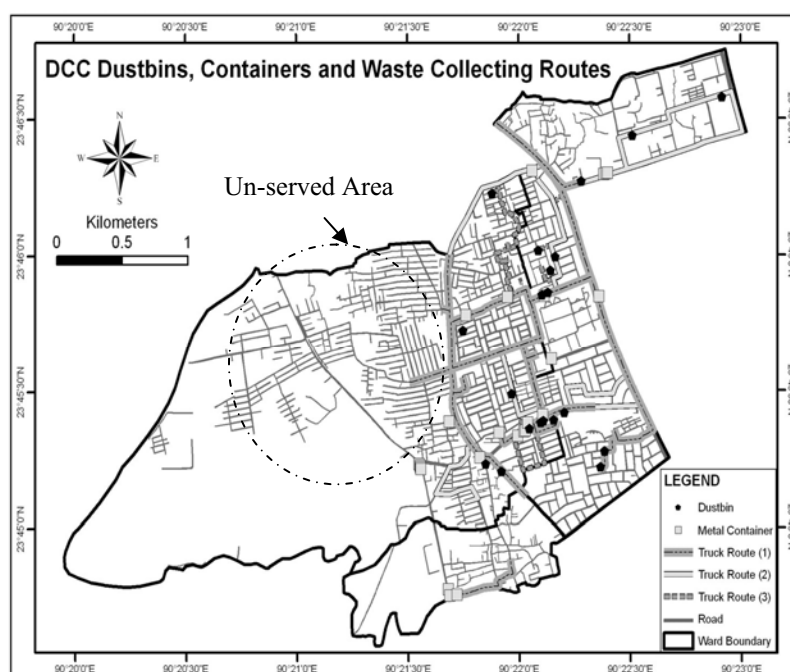 90°20'0"E 90°20'30"E 90°21'0"E 90°21'30"E 90°22'0"E 90°22'30"E 90°23'0"E
DCC Dustbins, Containers and Waste Collecting Routes
23°46'30"N
N
W E
S
Un-served Area
Kilometers
0 0.5 1
23°46'0"N
23°45'30"N
23°45'0"N
LEGEND
Dustbin
Metal Container
Truck Route (1)
Truck Route (2)
Truck Route (3)
Road
Ward Boundary
90°20'0"E 90°20'30"E 90°21'0"E 90°21'30"E 90°22'0"E 90°22'30"E 90°23'0"E